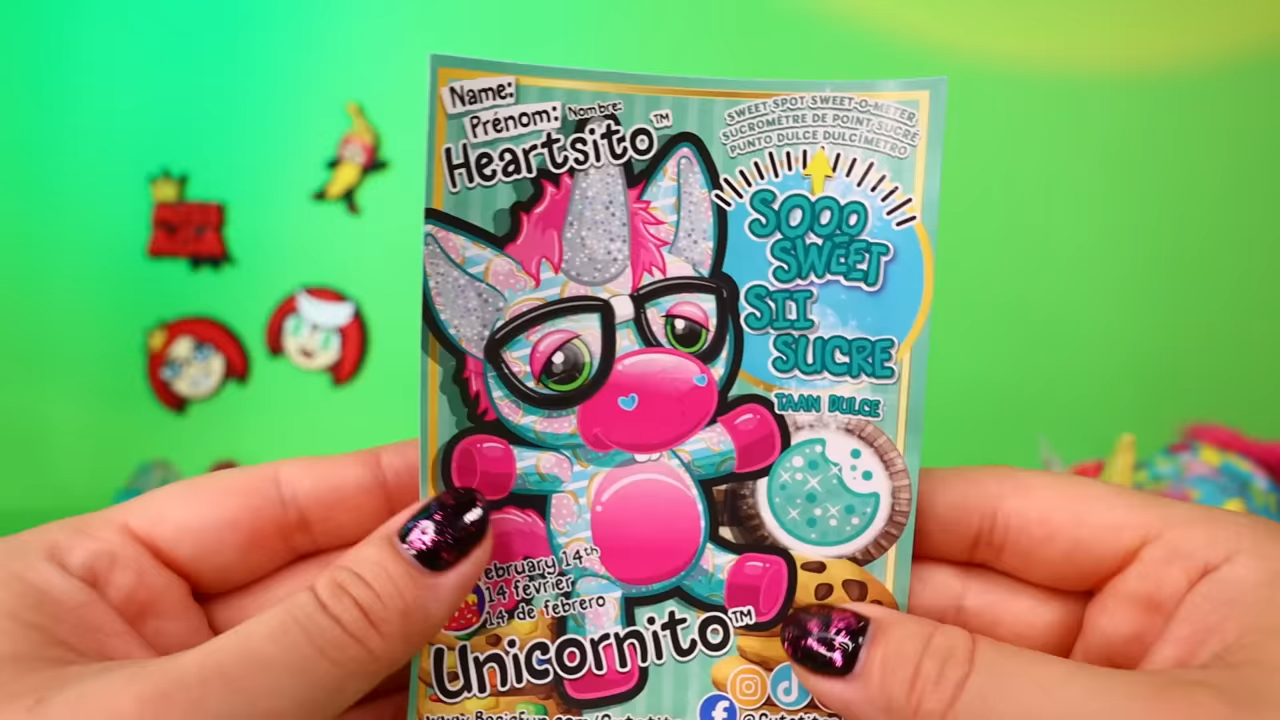 Name:
Prénom: Nombre:
Heartsito™
SWEET SPOT SWEET-O-METER
SUCROMÈTRE DE POINT SUCRÉ
PUNTO DULCE DULCÍMETRO
SOOO
SWEET
SII
SUCRE
TAAN DULCE
ebruary 14th
14 février
14 de febrero
Unicornito™